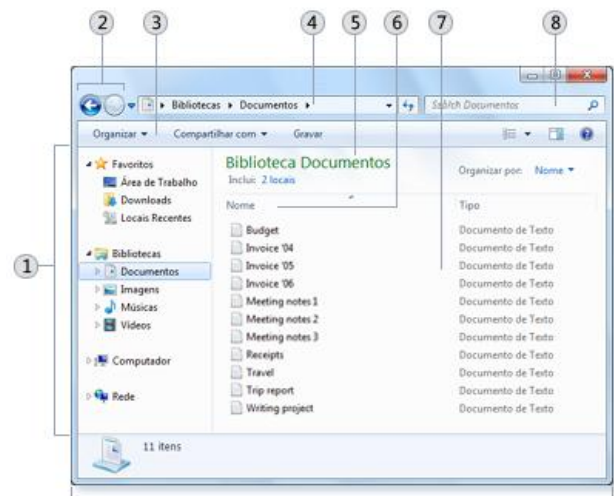 2 3 4 5 6 7 8
Bibliotecas Documentos
Organizar Compartilhar com Gravar
Favoritos
Área de Trabalho
Downloads
Locais Recentes
1
Bibliotecas
Documentos
Imagens
Músicas
Vídeos
Computador
Rede
Biblioteca Documentos
Inclui: 2 locais
Organizar por: Nome
Nome Tipo
Budget Documento de Texto
Invoice '04 Documento de Texto
Invoice '05 Documento de Texto
Invoice '06 Documento de Texto
Meeting notes 1 Documento de Texto
Meeting notes 2 Documento de Texto
Meeting notes 3 Documento de Texto
Receipts Documento de Texto
Travel Documento de Texto
Trip report Documento de Texto
Writing project Documento de Texto
11 itens